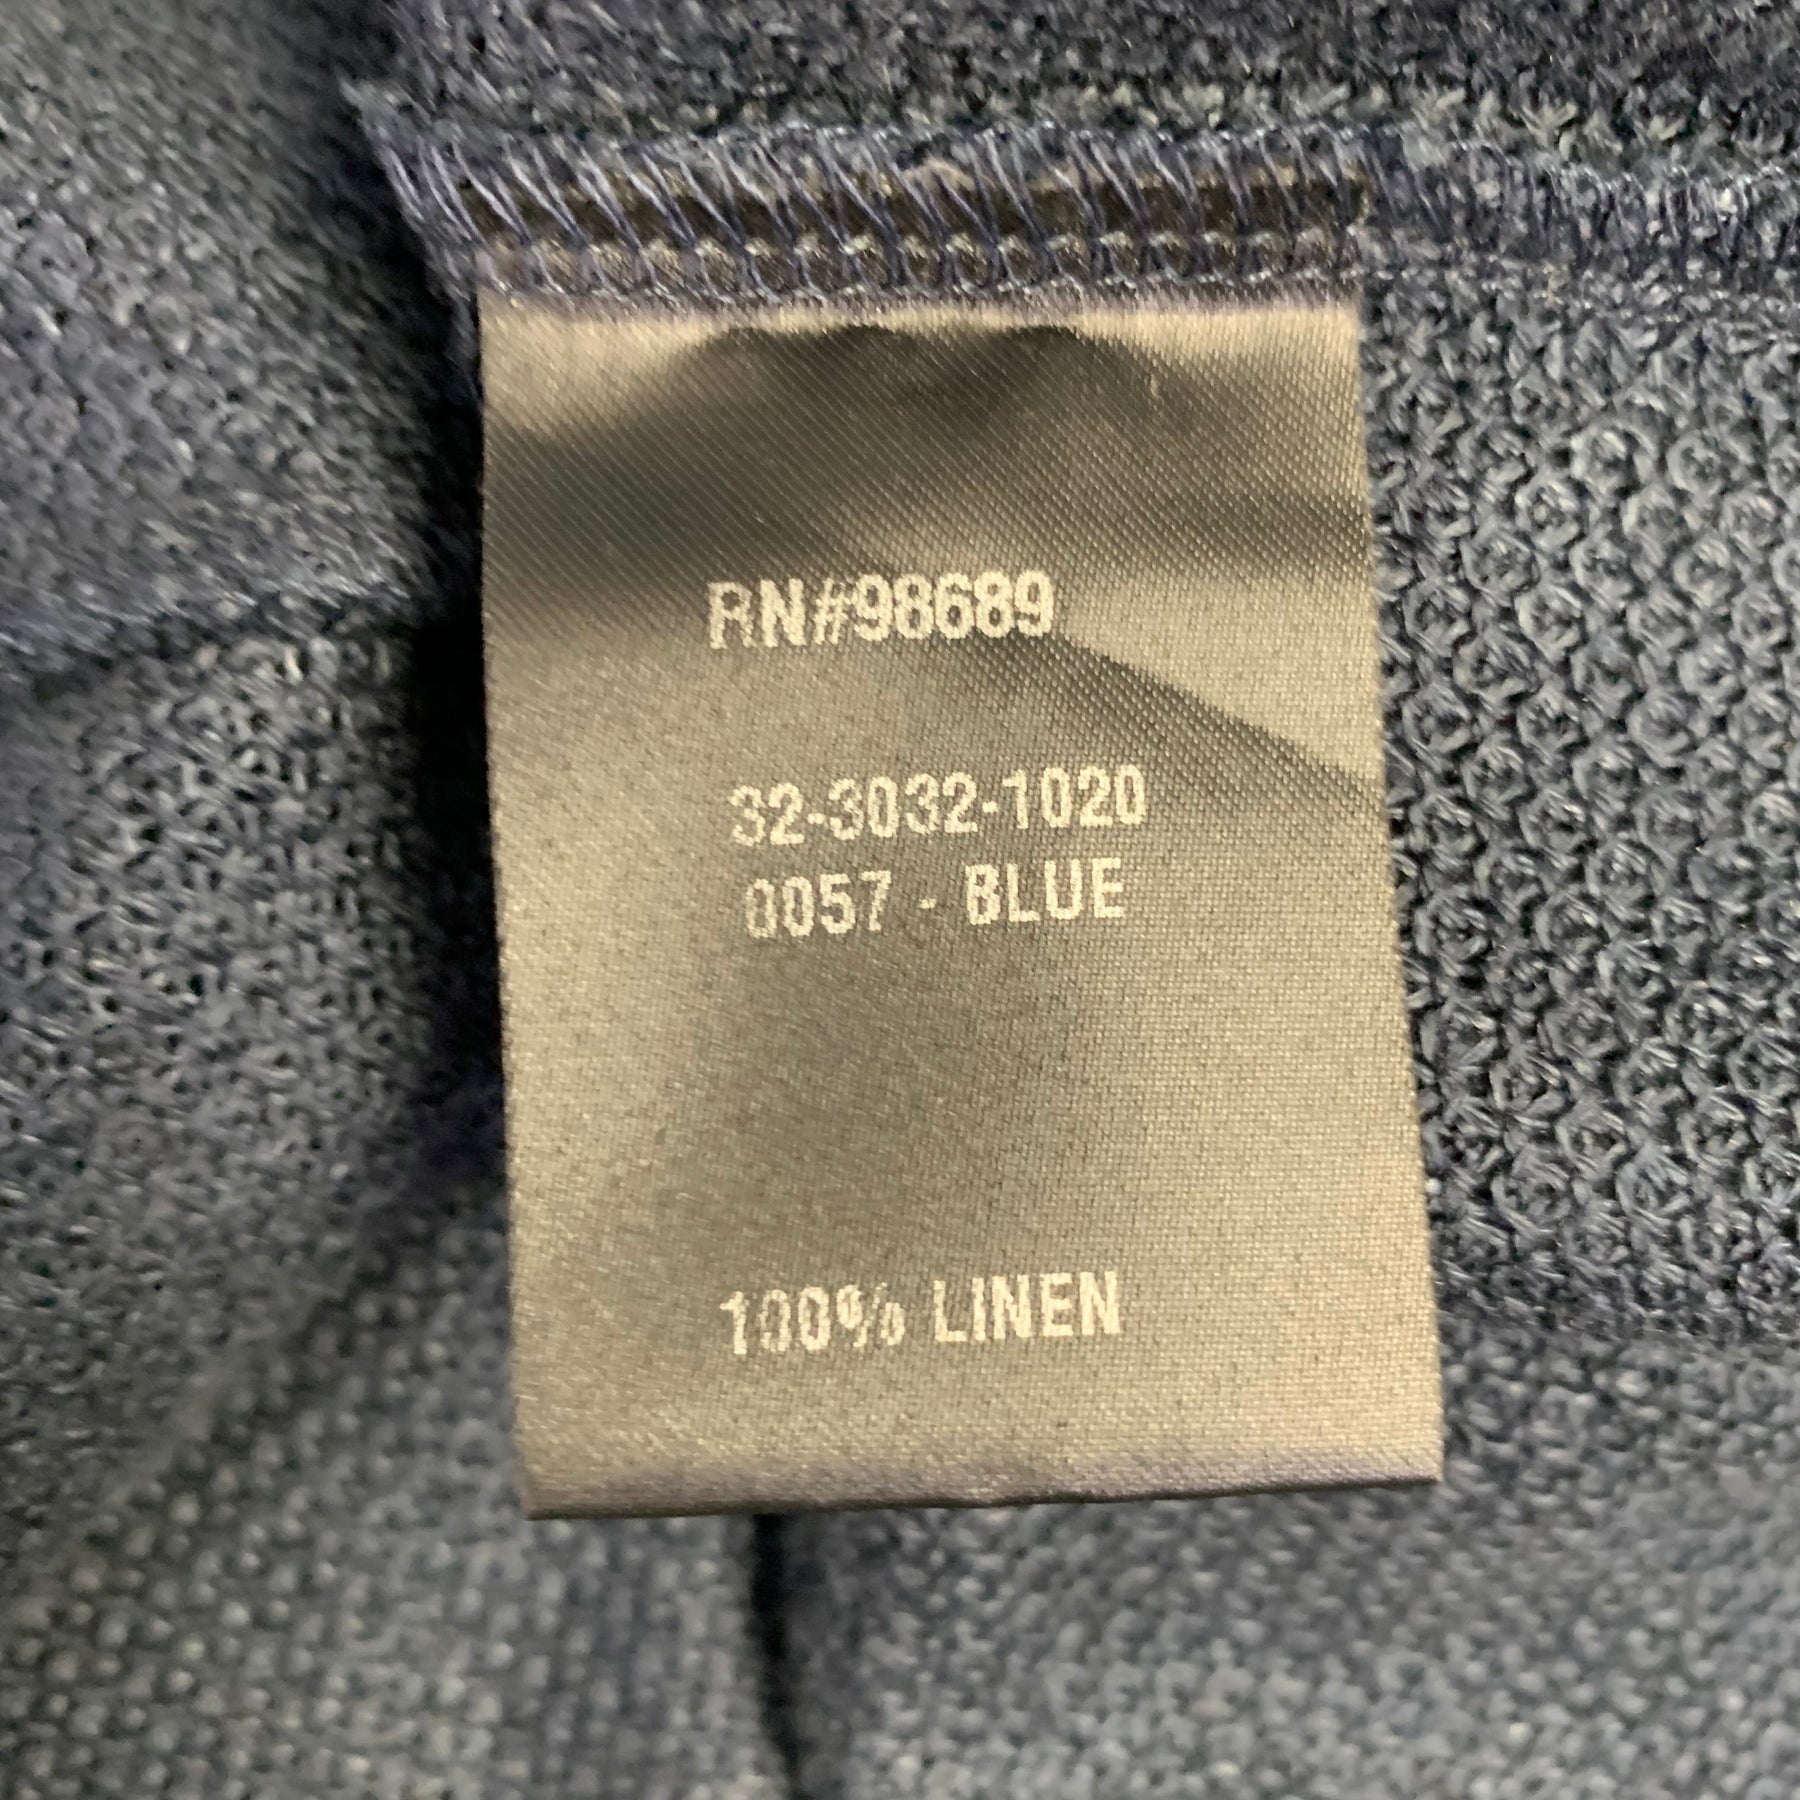 RN#98689
32-3032-1020
0057 - BLUE
100% LINEN